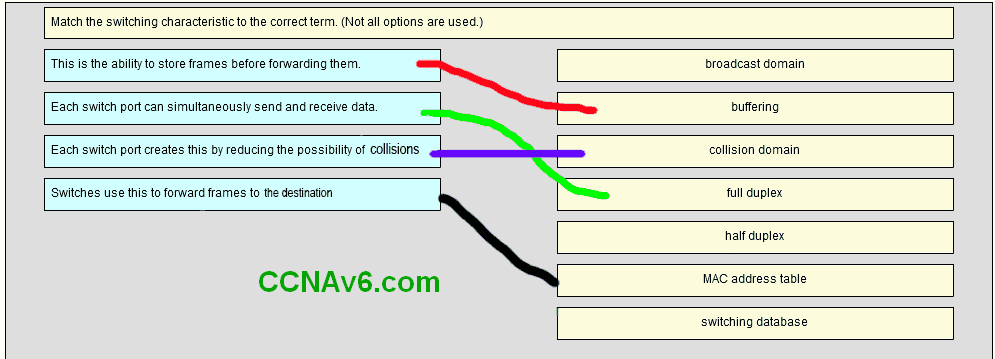 Match the switching characteristic to the correct term. (Not all options are used.)
This is the ability to store frames before forwarding them.
broadcast domain
Each switch port can simultaneously send and receive data.
buffering
Each switch port creates this by reducing the possibility of collisions
collision domain
Switches use this to forward frames to the destination
full duplex
half duplex
CCNAv6.com
MAC address table
switching database